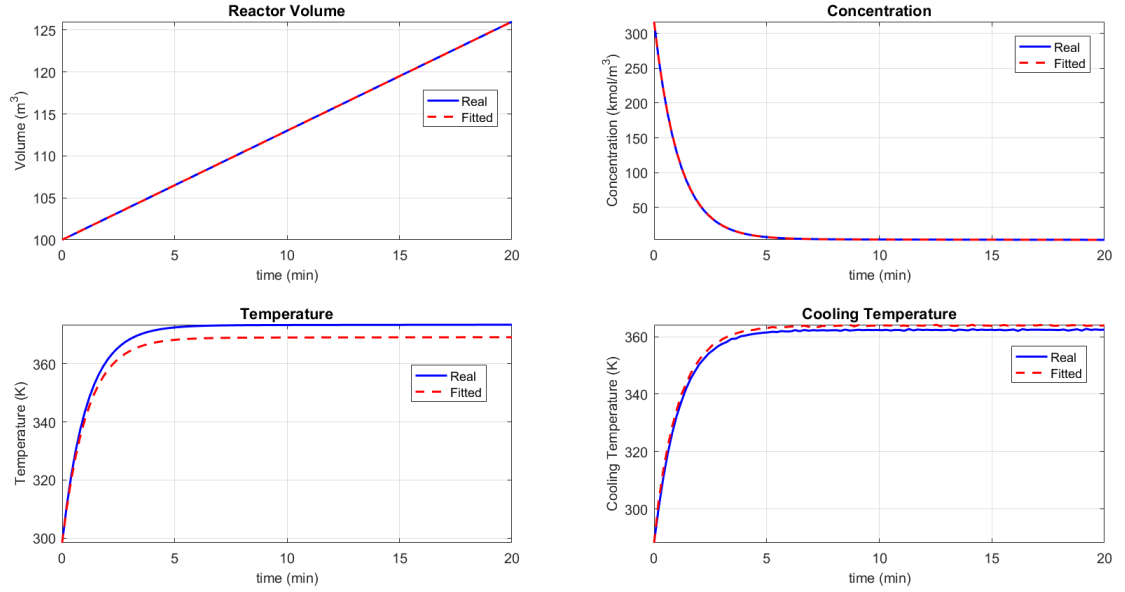 Reactor Volume
125
120
115
110
105
100
Volume (m³)
Real
Fitted
0 5 10 15 20
time (min)
Concentration
300
250
200
150
100
50
Concentration (kmol/m³)
Real
Fitted
0 5 10 15 20
time (min)
Temperature
360
340
320
300
Temperature (K)
Real
Fitted
0 5 10 15 20
time (min)
Cooling Temperature
360
340
320
300
Cooling Temperature (K)
Real
Fitted
0 5 10 15 20
time (min)